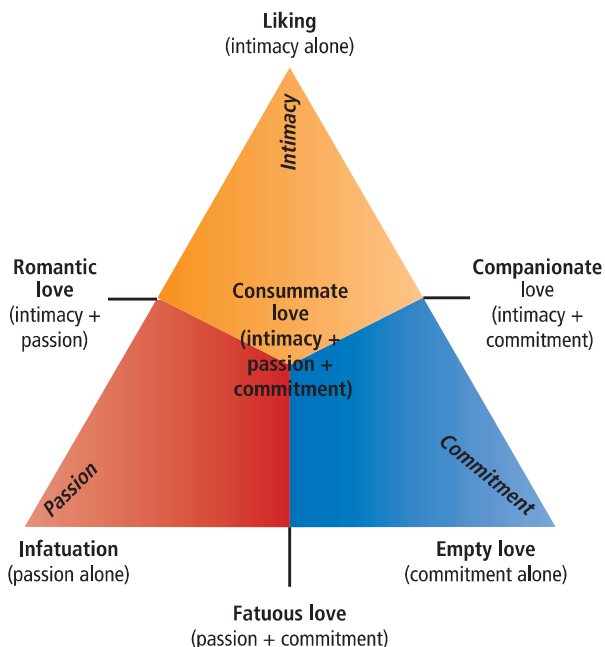 Liking
(intimacy alone)
Intimacy
Romantic
love
(intimacy +
passion)
Consummate
love
(intimacy +
passion +
commitment)
Companionate
love
(intimacy +
commitment)
Passion
Commitment
Infatuation
(passion alone)
Empty love
(commitment alone)
Fatuous love
(passion + commitment)